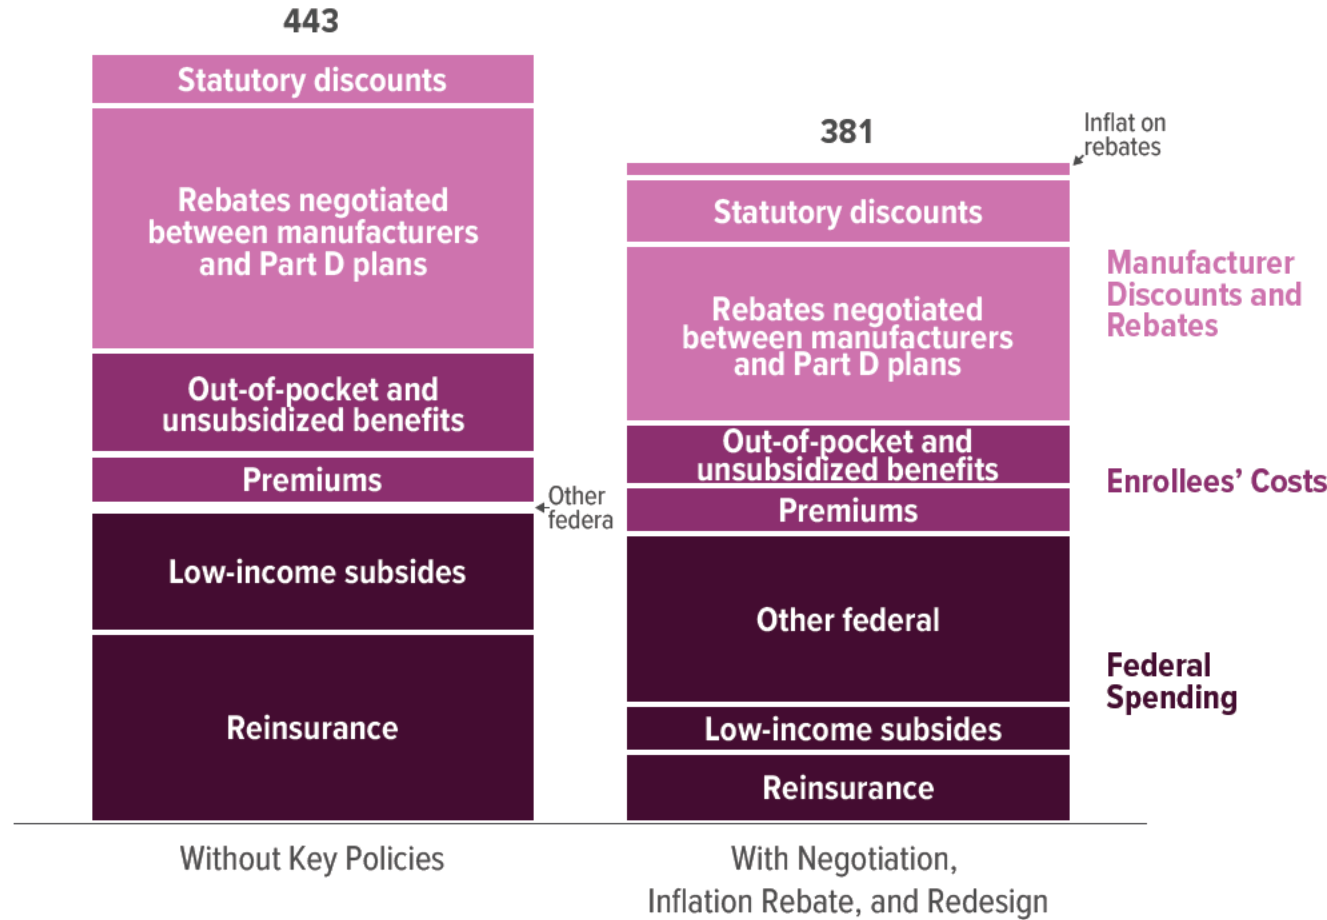 443
Statutory discounts
Rebates negotiated
between manufacturers
and Part D plans
Out-of-pocket and
unsubsidized benefits
Premiums
Other
federa
Low-income subsides
Reinsurance
Without Key Policies
381
Inflat on
rebates
Statutory discounts
Rebates negotiated
between manufacturers
and Part D plans
Out-of-pocket and
unsubsidized benefits
Premiums
Other federal
Low-income subsides
Reinsurance
With Negotiation,
Inflation Rebate, and Redesign
Manufacturer
Discounts and
Rebates
Enrollees’ Costs
Federal
Spending